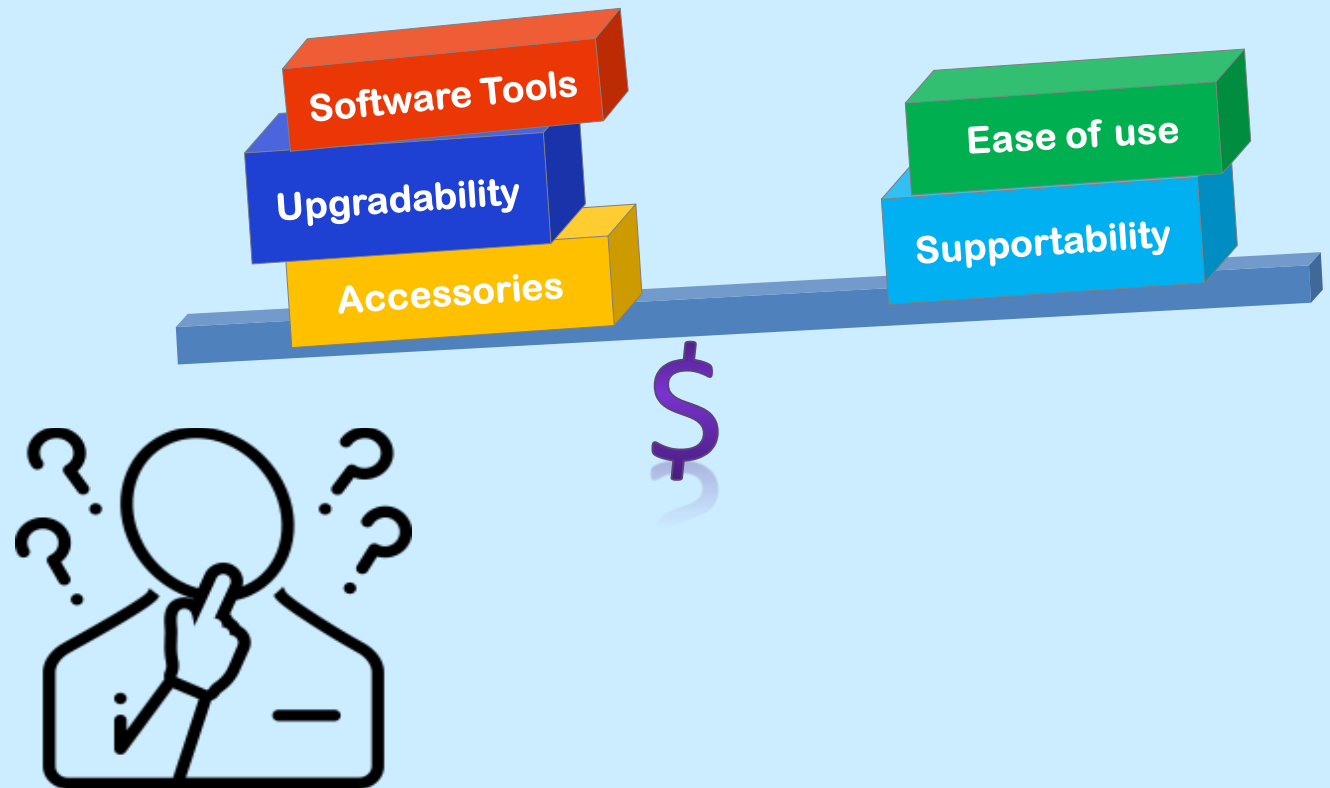 Software Tools
Upgradability
Accessories
Ease of use
Supportability
$
? ?
? ?